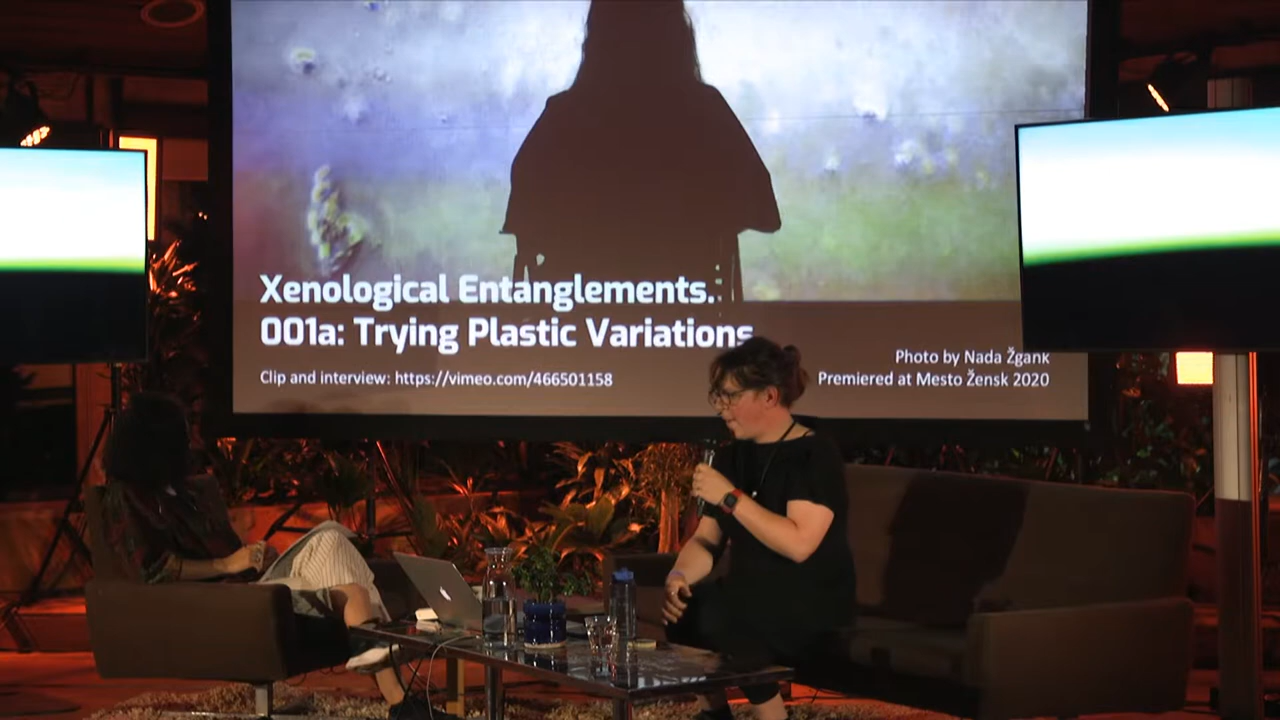 Xenological Entanglements.
001a: Trying Plastic Variations
Photo by Nada Žgank
Clip and interview: https://vimeo.com/466501158
Premiered at Mesto Žensk 2020